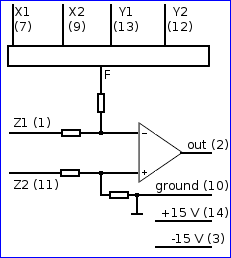 X1 X2 Y1 Y2
(7) (9) (13) (12)
F
Z1 (1)
−
out (2)
Z2 (11)
+
ground (10)
+15 V (14)
-15 V (3)